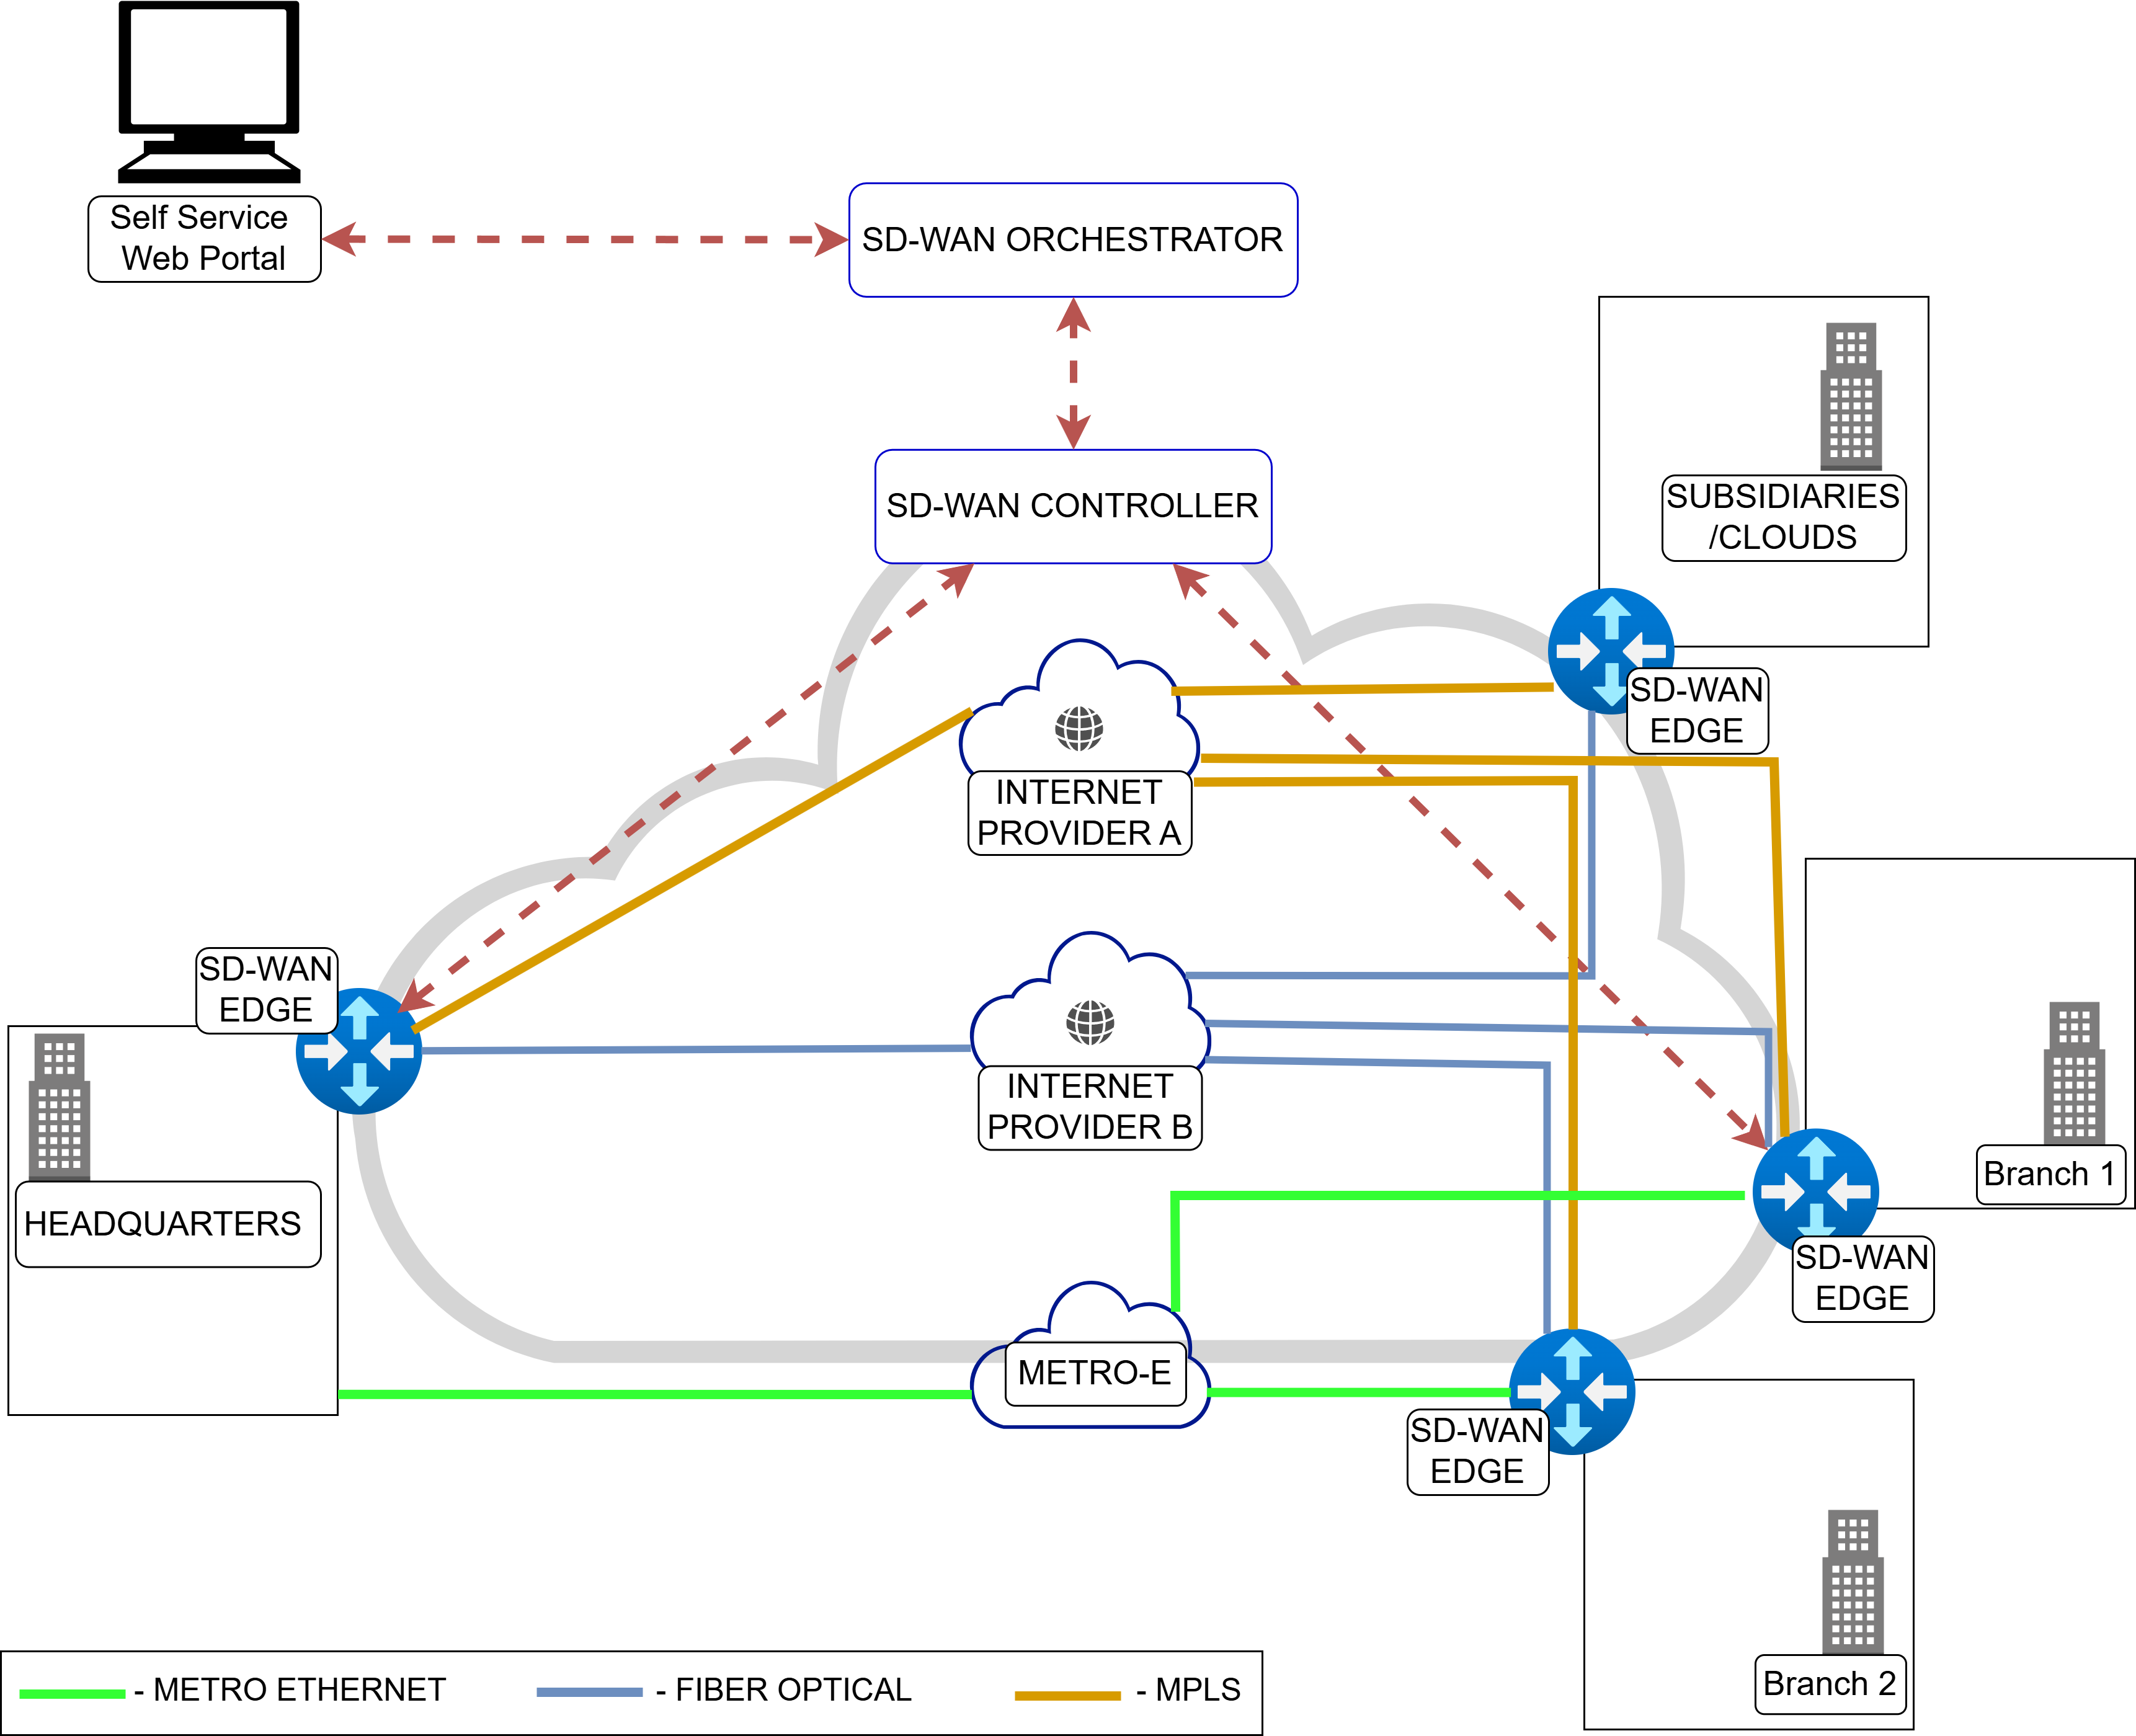 Self Service
Web Portal
SD-WAN ORCHESTRATOR
SD-WAN CONTROLLER
SUBSIDIARIES
/CLOUDS
SD-WAN
EDGE
INTERNET
PROVIDER A
SD-WAN
EDGE
INTERNET
PROVIDER B
HEADQUARTERS
Branch 1
SD-WAN
EDGE
METRO-E
SD-WAN
EDGE
Branch 2
- METRO ETHERNET
- FIBER OPTICAL
- MPLS